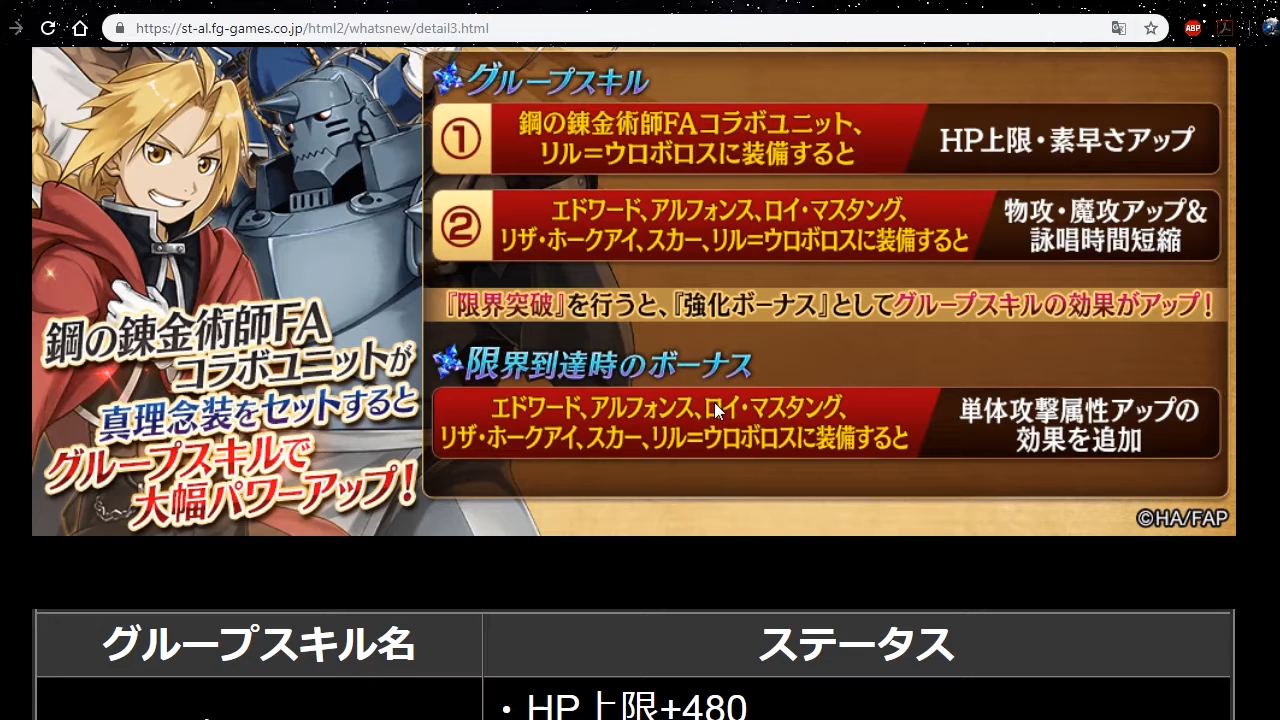 https://st-al.fg-games.co.jp/html2/whatsnew/detail3.html
ABP
鋼の錬金術師FA
コラボユニットが
真理念装をセットすると
グループスキルで
大幅パワーアップ!
グループスキル
①
鋼の錬金術師FAコラボユニット、
リル=ウロボロスに装備すると
HP上限・素早さアップ
②
エドワード、アルフォンス、ロイ・マスタング、
リザ・ホークアイ、スカー、リル=ウロボロスに装備すると
物攻・魔攻アップ&
詠唱時間短縮
『限界突破』を行うと、『強化ボーナス』としてグループスキルの効果がアップ!
限界到達時のボーナス
エドワード、アルフォンス、ロイ・マスタング、
リザ・ホークアイ、スカー、リル=ウロボロスに装備すると
単体攻撃属性アップの
効果を追加
©HA/FAP
グループスキル名
ステータス
・HP上限+480